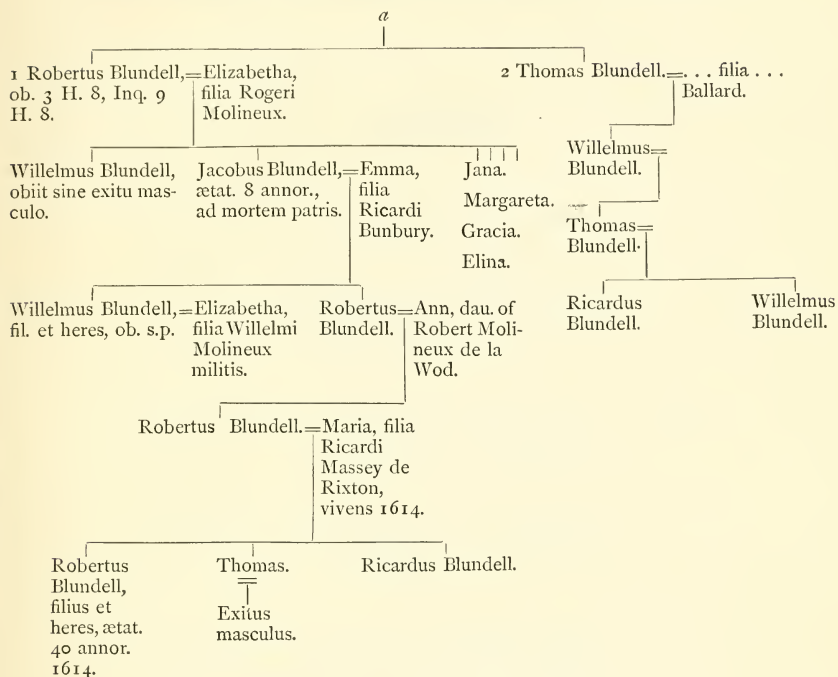 a
1 Robertus Blundell,=Elizabetha,
ob. 3 H. 8, Inq. 9
H. 8.
filia Rogeri
Molineux.
2 Thomas Blundell.=. . . filia . . .
Ballard.
Willelmus Blundell,
obiit sine exitu mas-
culo.
Jacobus Blundell,=Emma,
ætat. 8 annor.,
ad mortem patris.
filia
Ricardi
Bunbury.
Jana.
Margareta.
Gracia.
Elina.
Willelmus=
Blundell.
Thomas=
Blundell.
Ricardus
Blundell.
Willelmus
Blundell.
Willelmus Blundell,=Elizabetha,
fil. et heres, ob. s.p.
filia Willelmi
Molineux
militis.
Robertus=Ann, dau. of
Blundell.
Robert Moli-
neux de la
Wod.
Robertus Blundell.=Maria, filia
Ricardi
Massey de
Rixton,
vivens 1614.
Robertus
Blundell,
filius et
heres, ætat.
40 annor.
1614.
Thomas.
=
Exitus
masculus.
Ricardus Blundell.